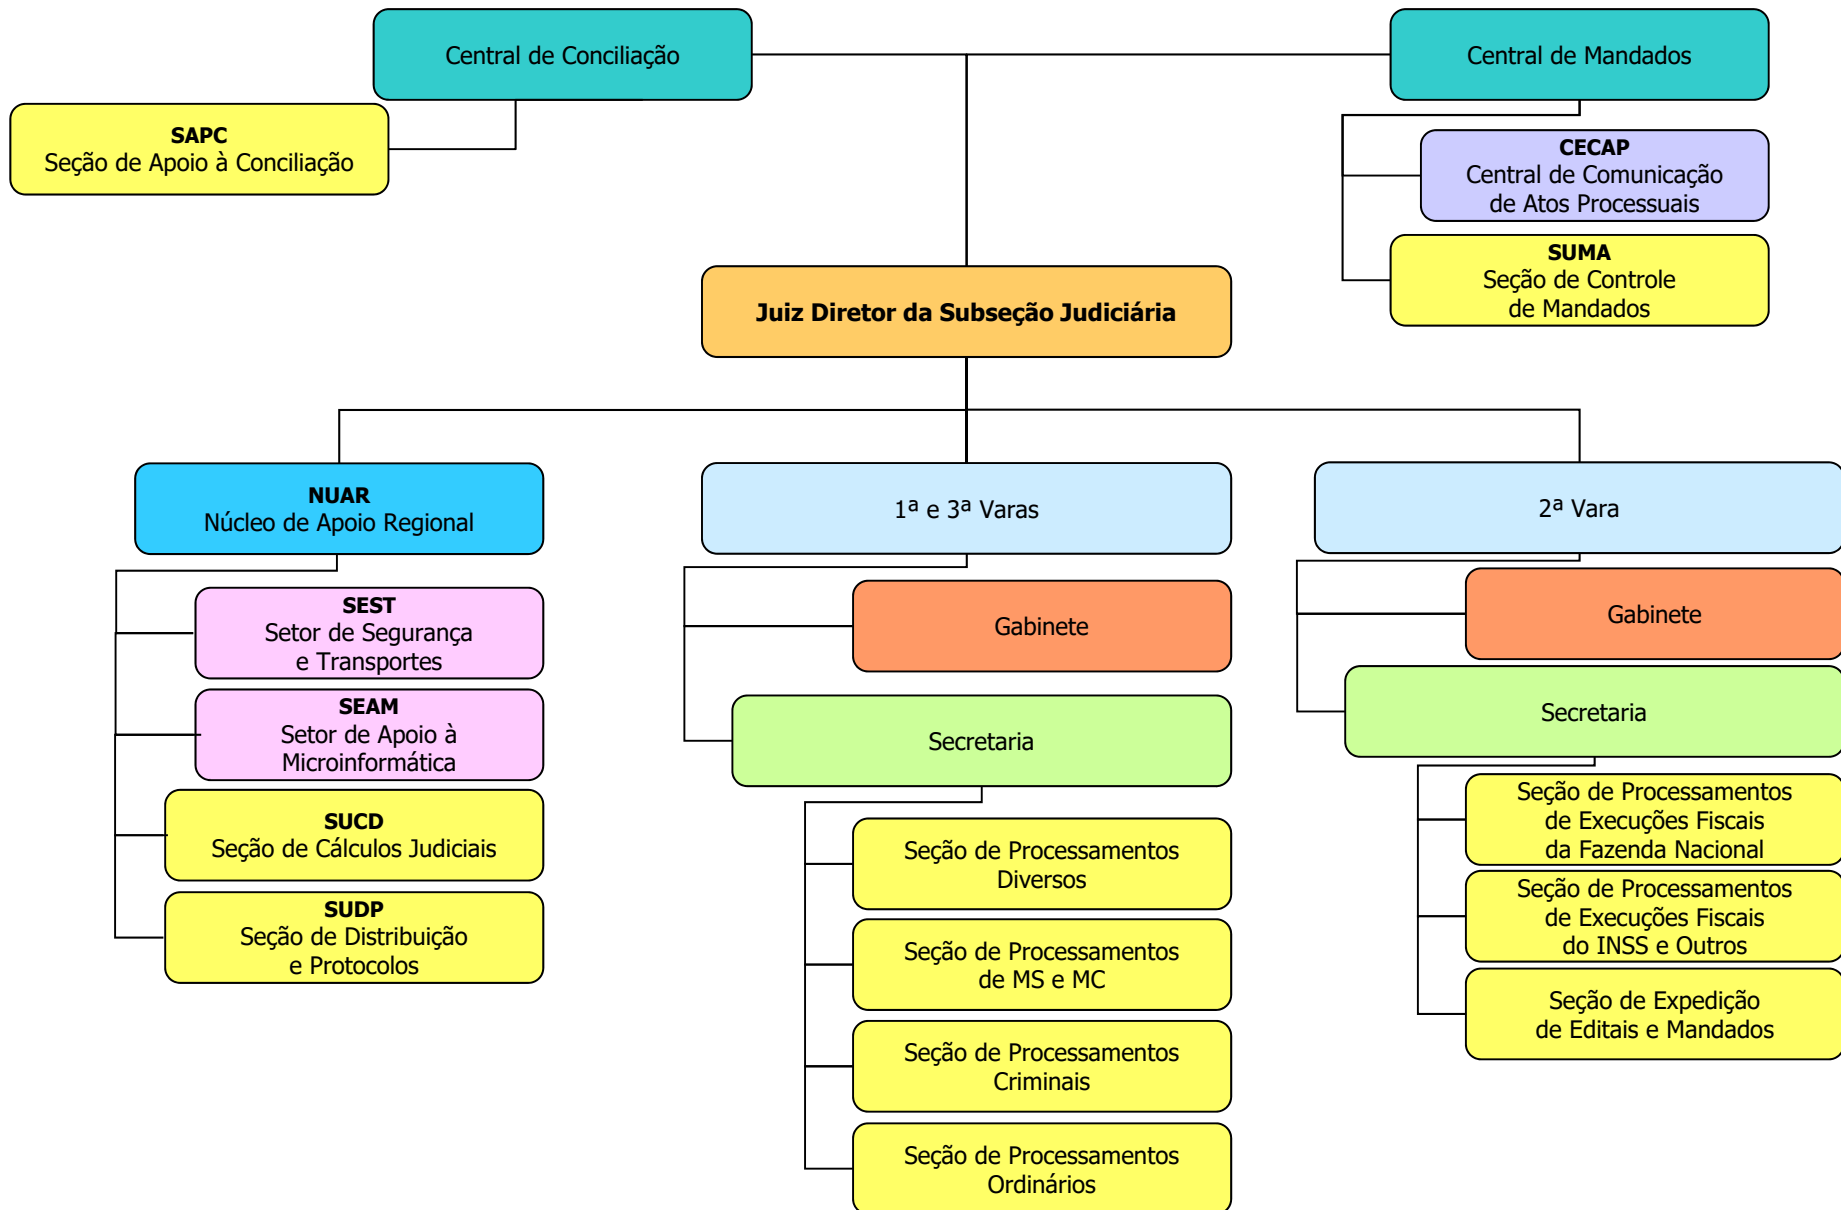 Central de Conciliação
Central de Mandados
SAPC
Seção de Apoio à Conciliação
CECAP
Central de Comunicação
de Atos Processuais
SUMA
Seção de Controle
de Mandados
Juiz Diretor da Subseção Judiciária
NUAR
Núcleo de Apoio Regional
SEST
Setor de Segurança
e Transportes
SEAM
Setor de Apoio à
Microinformática
SUCD
Seção de Cálculos Judiciais
SUDP
Seção de Distribuição
e Protocolos
1ª e 3ª Varas
Gabinete
Secretaria
Seção de Processamentos
Diversos
Seção de Processamentos
de MS e MC
Seção de Processamentos
Criminais
Seção de Processamentos
Ordinários
2ª Vara
Gabinete
Secretaria
Seção de Processamentos
de Execuções Fiscais
da Fazenda Nacional
Seção de Processamentos
de Execuções Fiscais
do INSS e Outros
Seção de Expedição
de Editais e Mandados